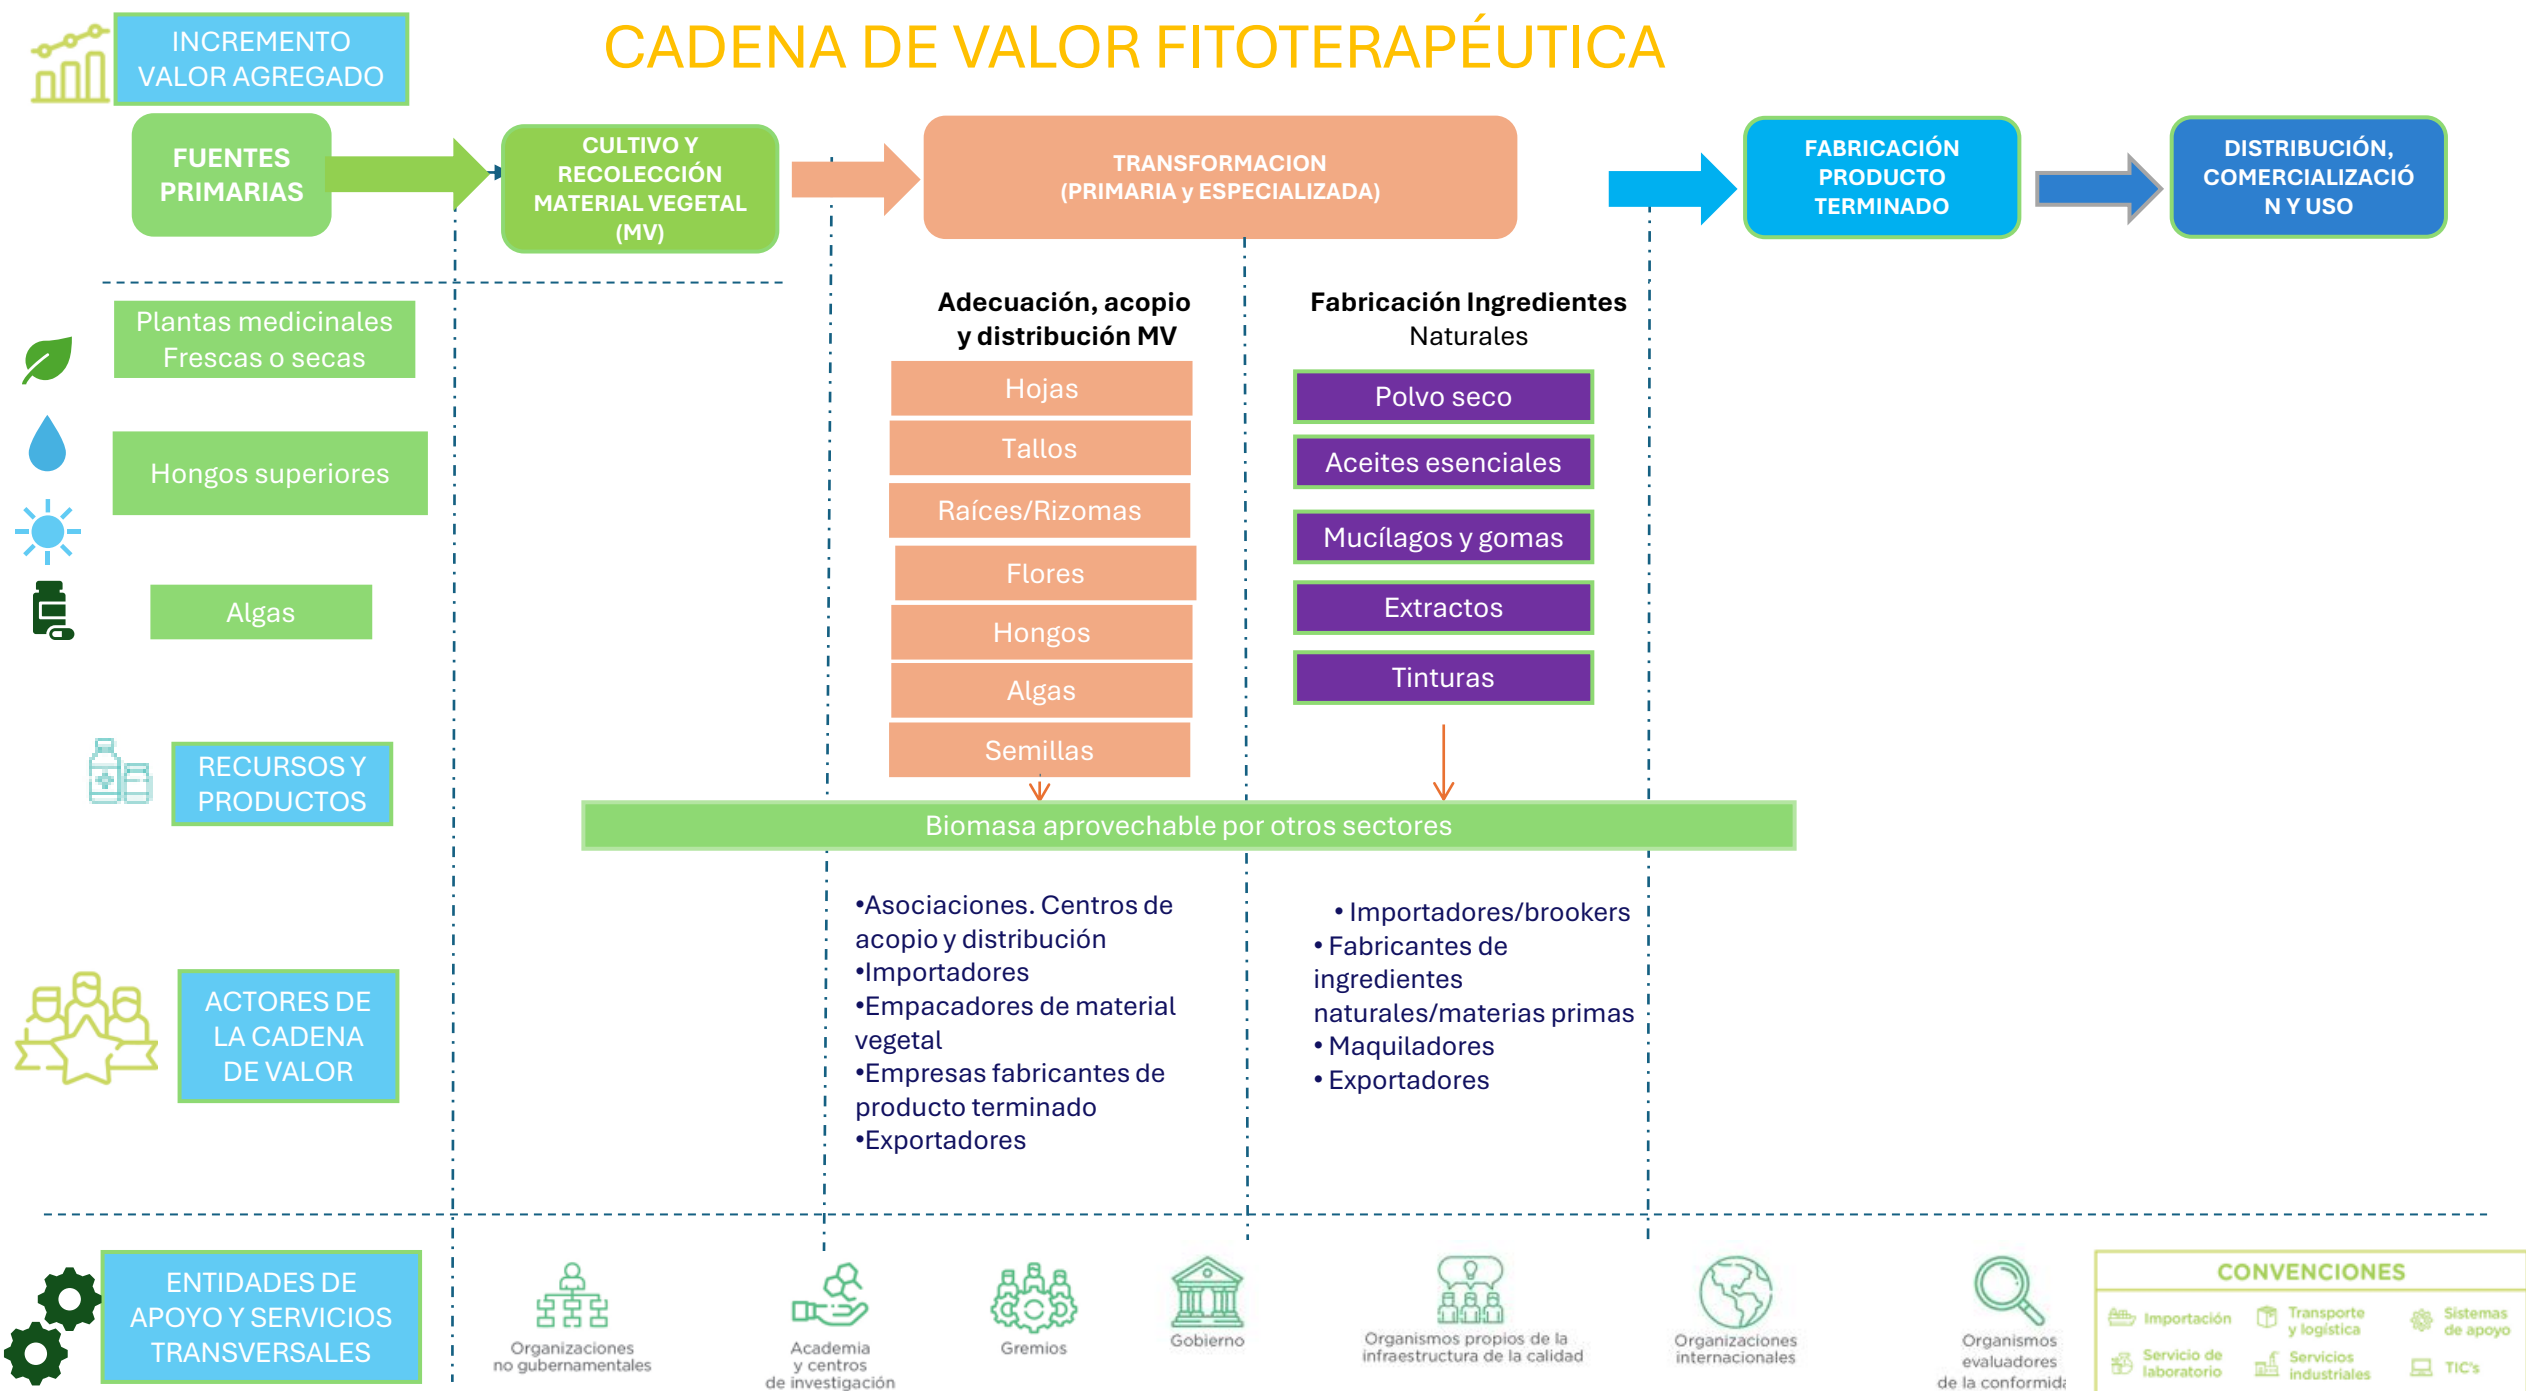 INCREMENTO
VALOR AGREGADO
CADENA DE VALOR FITOTERAPÉUTICA
FUENTES
PRIMARIAS
CULTIVO Y
RECOLECCIÓN
MATERIAL VEGETAL
(MV)
TRANSFORMACION
(PRIMARIA y ESPECIALIZADA)
FABRICACIÓN
PRODUCTO
TERMINADO
DISTRIBUCIÓN,
COMERCIALIZACIÓ
N Y USO
Plantas medicinales
Frescas o secas
Hongos superiores
Algas
Adecuación, acopio
y distribución MV
Hojas
Tallos
Raíces/Rizomas
Flores
Hongos
Algas
Semillas
Fabricación Ingredientes
Naturales
Polvo seco
Aceites esenciales
Mucílagos y gomas
Extractos
Tinturas
RECURSOS Y
PRODUCTOS
Biomasa aprovechable por otros sectores
ACTORES DE
LA CADENA
DE VALOR
•Asociaciones. Centros de
acopio y distribución
•Importadores
•Empacadores de material
vegetal
•Empresas fabricantes de
producto terminado
•Exportadores
• Importadores/brookers
• Fabricantes de
ingredientes
naturales/materias primas
• Maquiladores
• Exportadores
ENTIDADES DE
APOYO Y SERVICIOS
TRANSVERSALES
Organizaciones
no gubernamentales
Academia
y centros
de investigación
Gremios
Gobierno
Organismos propios de la
infraestructura de la calidad
Organizaciones
internacionales
Organismos
evaluadores
de la conformida
CONVENCIONES
Importación
Transporte
y logística
Sistemas
de apoyo
Servicio de
laboratorio
Servicios
industriales
TIC's